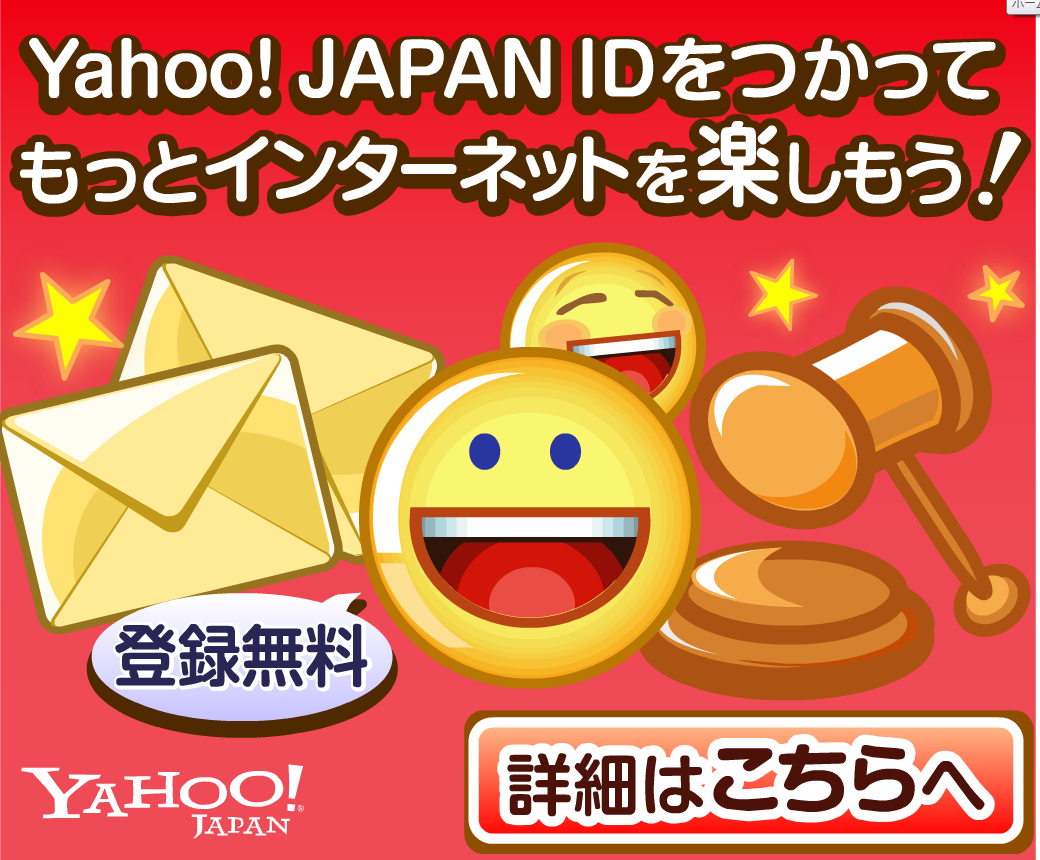 Yahoo! JAPAN IDをつかって
もっとインターネットを楽しもう！
登録無料
詳細はこちらへ
YAHOO!
JAPAN